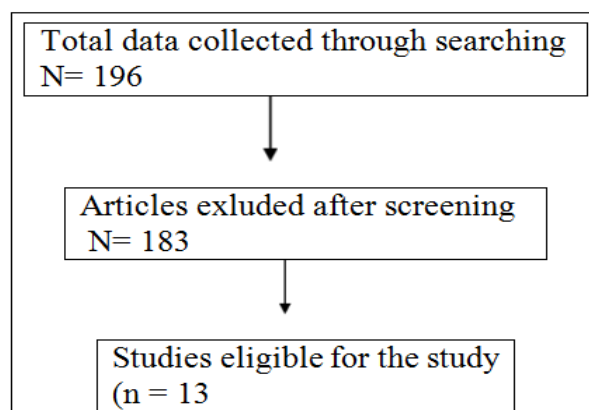 Total data collected through searching
N= 196
Articles exluded after screening
N= 183
Studies eligible for the study
(n = 13